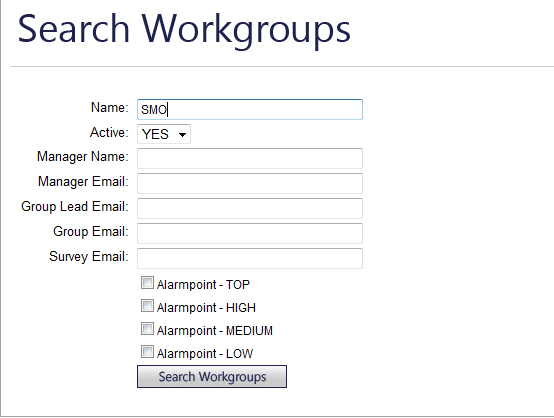 Search Workgroups
Name: SMO
Active: YES
Manager Name:
Manager Email:
Group Lead Email:
Group Email:
Survey Email:
Alarmpoint - TOP
Alarmpoint - HIGH
Alarmpoint - MEDIUM
Alarmpoint - LOW
Search Workgroups